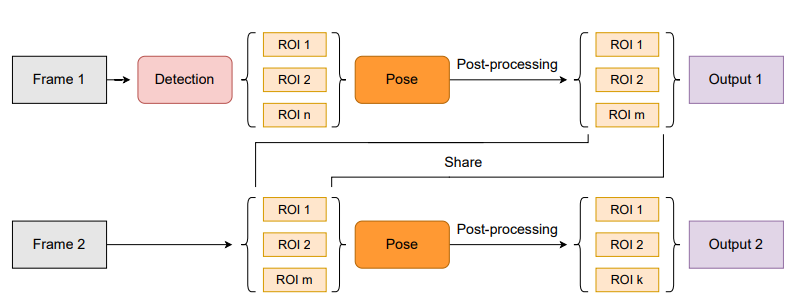 Frame 1
Detection
ROI 1
ROI 2
ROI n
Pose
Post-processing
ROI 1
ROI 2
ROI m
Output 1
Share
Frame 2
ROI 1
ROI 2
ROI m
Pose
Post-processing
ROI 1
ROI 2
ROI k
Output 2